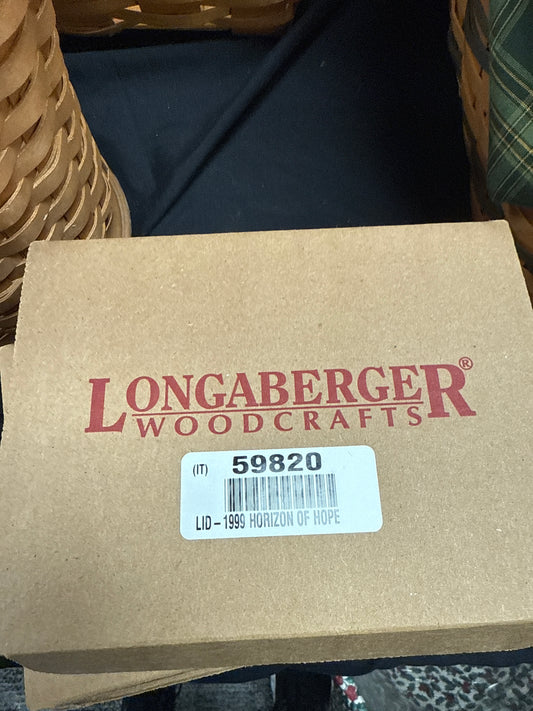 LONGABERGER®
WOODCRAFTS
(IT) 59820
LID – 1999 HORIZON OF HOPE